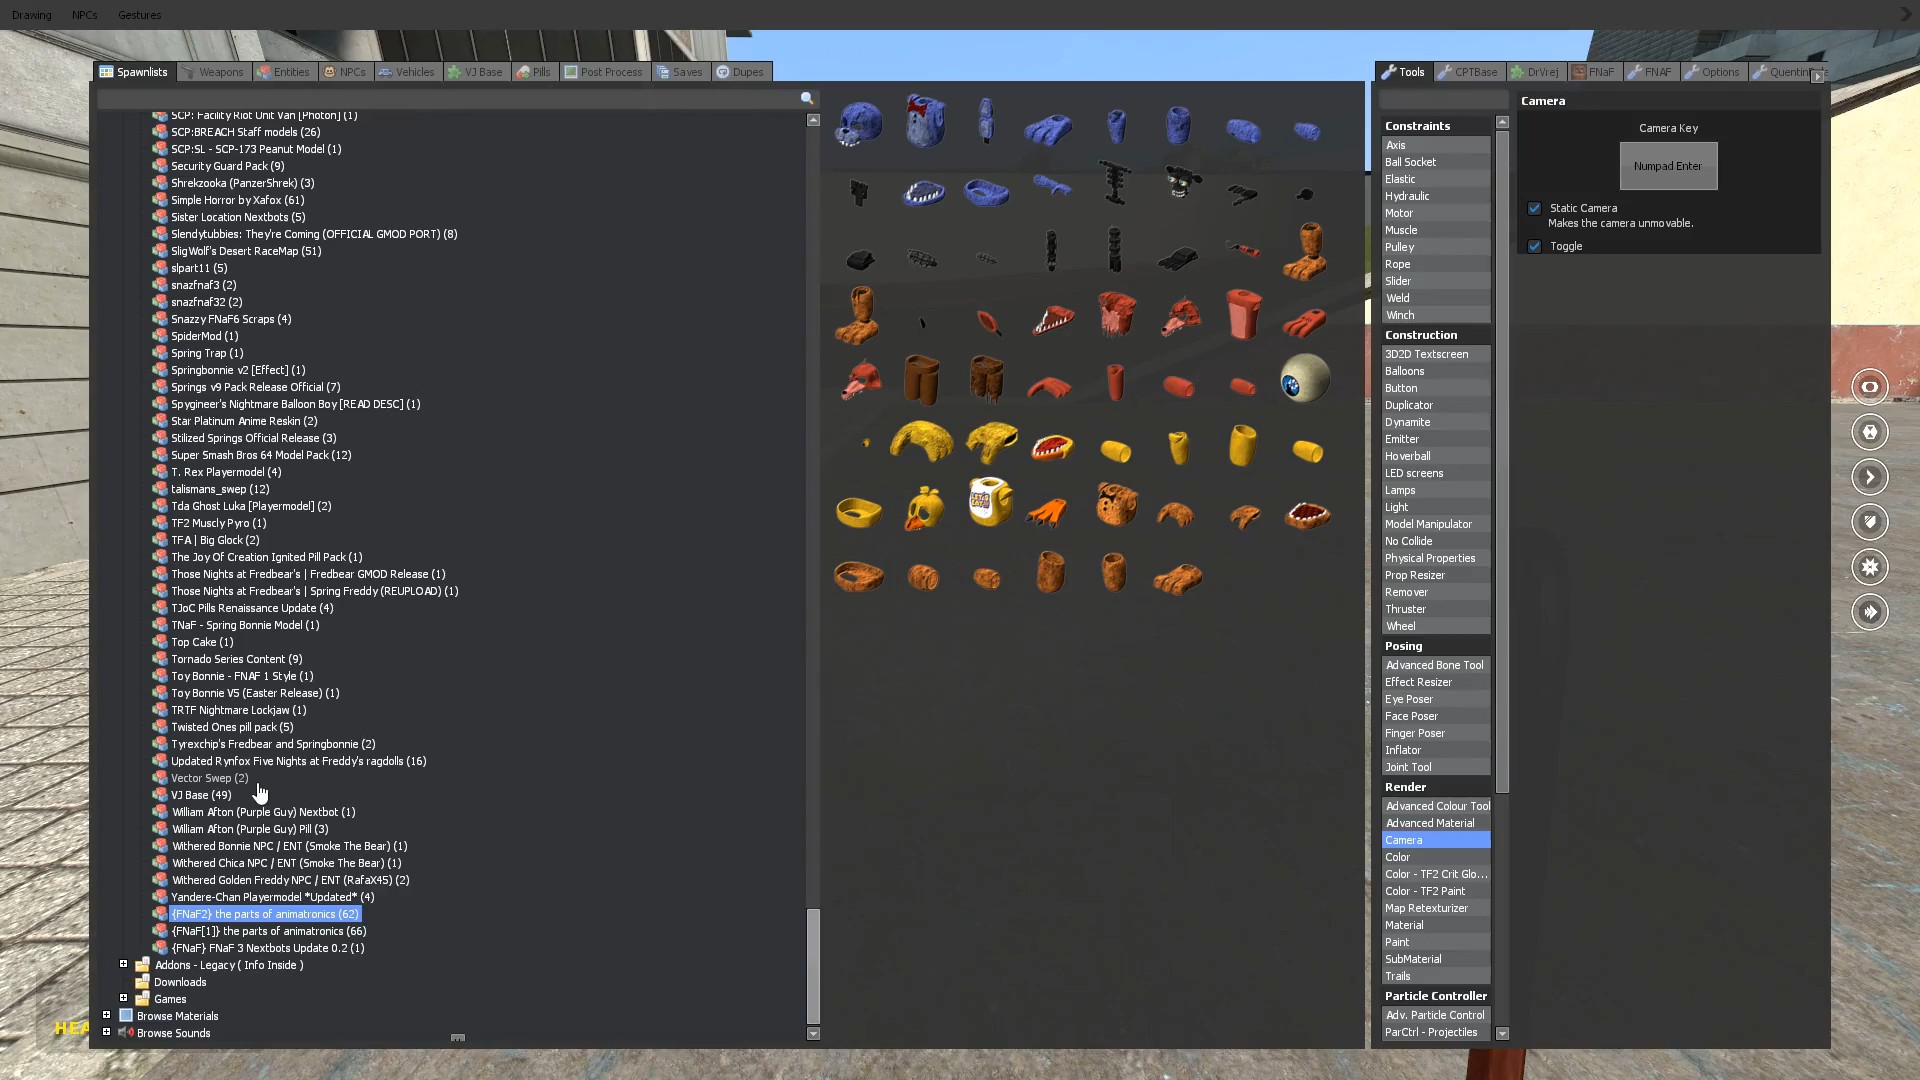 Drawing NPCs Gestures
Spawnlists Weapons Entities NPCs Vehicles VJ Base Pills Post Process Saves Dupes
SCP: Facility Riot Unit Van [Photon] (1)
SCP:BREACH Staff models (26)
SCP:SL - SCP-173 Peanut Model (1)
Security Guard Pack (9)
Shrekzooka (PanzerShrek) (3)
Simple Horror by Xafox (61)
Sister Location Nextbots (5)
Slendytubbies: They're Coming (OFFICIAL GMOD PORT) (8)
SligWolf's Desert RaceMap (51)
slpart11 (5)
snazfnaf3 (2)
snazfnaf32 (2)
Snazzy FNaF6 Scraps (4)
SpiderMod (1)
Spring Trap (1)
Springbonnie v2 [Effect] (1)
Springs v9 Pack Release Official (7)
Spygineer's Nightmare Balloon Boy [READ DESC] (1)
Star Platinum Anime Reskin (2)
Stilized Springs Official Release (3)
Super Smash Bros 64 Model Pack (12)
T. Rex Playermodel (4)
talismans_swep (12)
Tda Ghost Luka [Playermodel] (2)
TF2 Muscly Pyro (1)
TFA | Big Glock (2)
The Joy Of Creation Ignited Pill Pack (1)
Those Nights at Fredbear's | Fredbear GMOD Release (1)
Those Nights at Fredbear's | Spring Freddy (REUPLOAD) (1)
TJoC Pills Renaissance Update (4)
TNaF - Spring Bonnie Model (1)
Top Cake (1)
Tornado Series Content (9)
Toy Bonnie - FNAF 1 Style (1)
Toy Bonnie V5 (Easter Release) (1)
TRTF Nightmare Lockjaw (1)
Twisted Ones pill pack (5)
Tyrexchip's Fredbear and Springbonnie (2)
Updated Rynfox Five Nights at Freddy's ragdolls (16)
Vector Swep (2)
VJ Base (49)
William Afton (Purple Guy) Nextbot (1)
William Afton (Purple Guy) Pill (3)
Withered Bonnie NPC / ENT (Smoke The Bear) (1)
Withered Chica NPC / ENT (Smoke The Bear) (1)
Withered Golden Freddy NPC / ENT (RafaX45) (2)
Yandere-Chan Playermodel *Updated* (4)
{FNaF2} the parts of animatronics (62)
{FNaF[1]} the parts of animatronics (66)
{FNaF} FNaF 3 Nextbots Update 0.2 (1)
Addons - Legacy ( Info Inside )
Downloads
Games
Browse Materials
Browse Sounds
LET'S EAT!!!
Tools CPTBase DrVrej FNaF FNAF Options
Constraints
Axis
Ball Socket
Elastic
Hydraulic
Motor
Muscle
Pulley
Rope
Slider
Weld
Winch
Construction
3D2D Textscreen
Balloons
Button
Duplicator
Dynamite
Emitter
Hoverball
LED screens
Lamps
Light
Model Manipulator
No Collide
Physical Properties
Prop Resizer
Remover
Thruster
Wheel
Posing
Advanced Bone Tool
Effect Resizer
Eye Poser
Face Poser
Finger Poser
Inflator
Joint Tool
Render
Advanced Colour Tool
Advanced Material
Camera
Color
Color - TF2 Crit Glo...
Color - TF2 Paint
Map Retexturizer
Material
Paint
SubMaterial
Trails
Particle Controller
Adv. Particle Control
ParCtrl - Projectiles
Camera
Camera Key
Numpad Enter
Static Camera
Makes the camera unmovable.
Toggle